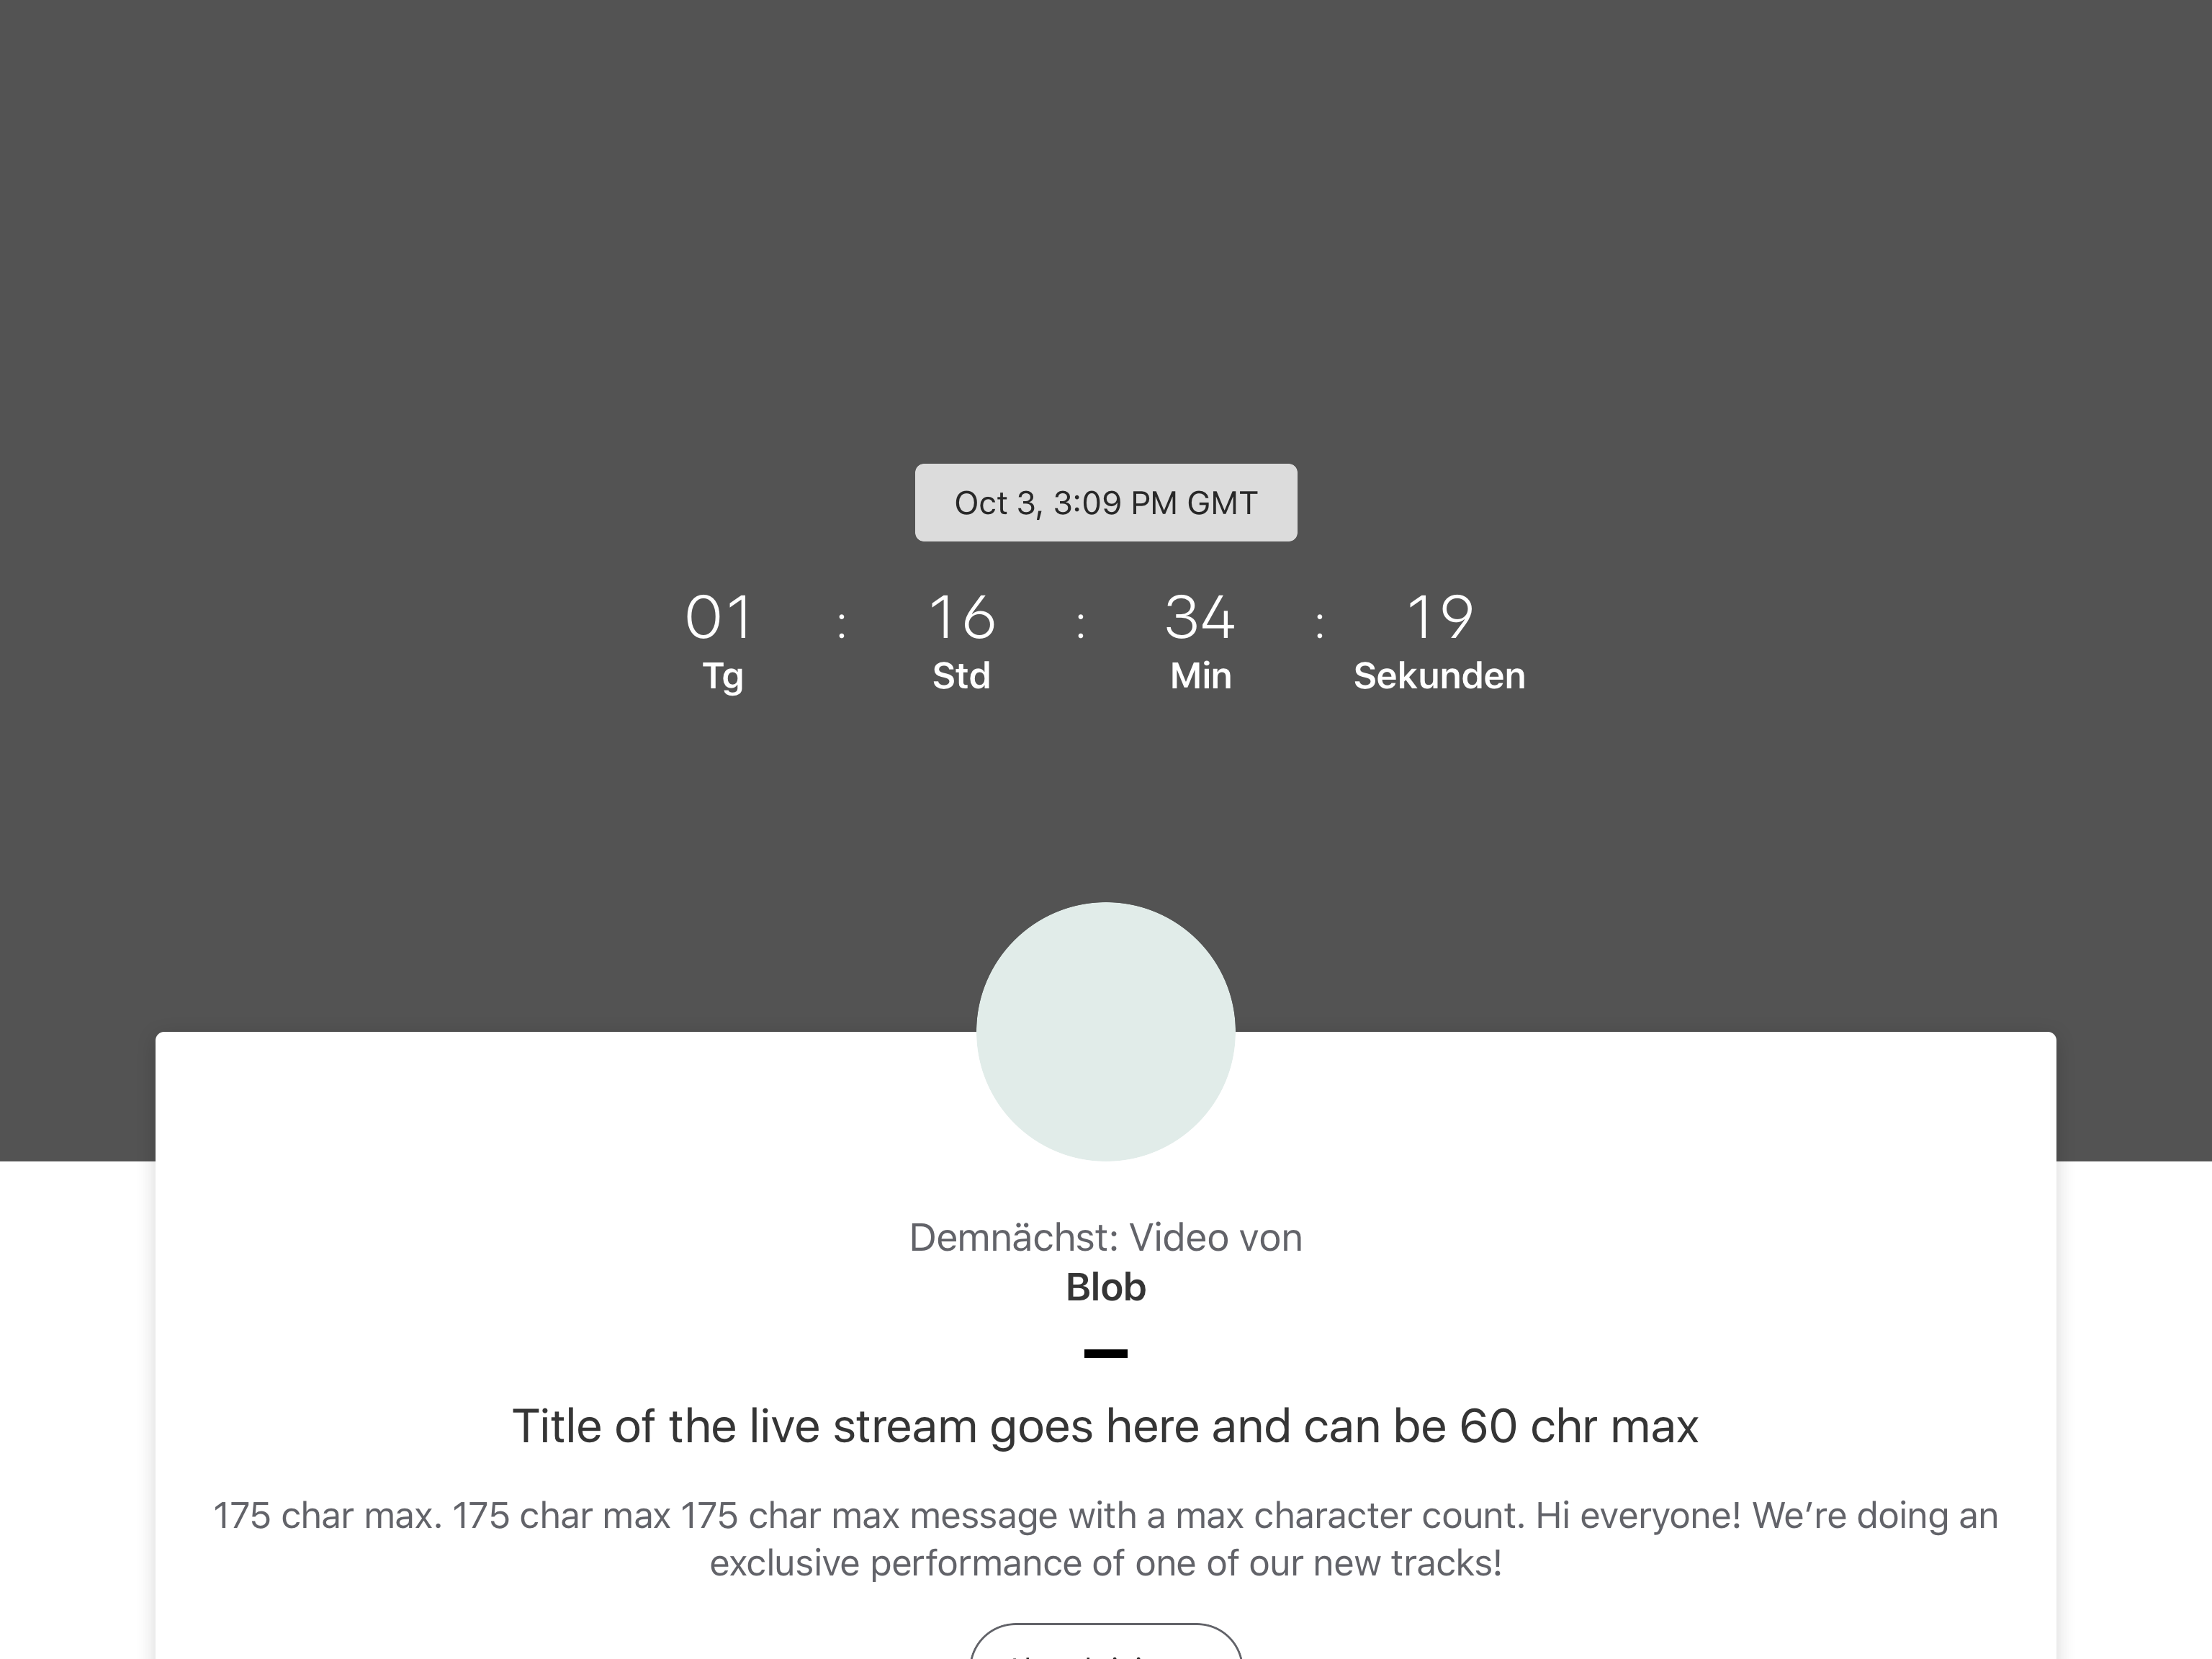 Oct 3, 3:09 PM GMT
01 : 16 : 34 : 19
Tg Std Min Sekunden
Demnächst: Video von
Blob
Title of the live stream goes here and can be 60 chr max
175 char max. 175 char max 175 char max message with a max character count. Hi everyone! We’re doing an
exclusive performance of one of our new tracks!